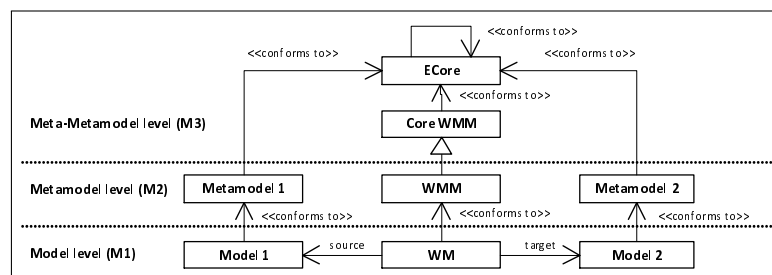 <<conforms to>>
<<conforms to>> <<conforms to>>
ECore
<<conforms to>>
Meta-Metamodel level (M3) Core WMM
Metamodel level (M2) Metamodel 1 WMM Metamodel 2
<<conforms to>> <<conforms to>> <<conforms to>>
Model level (M1) Model 1 source WM target Model 2